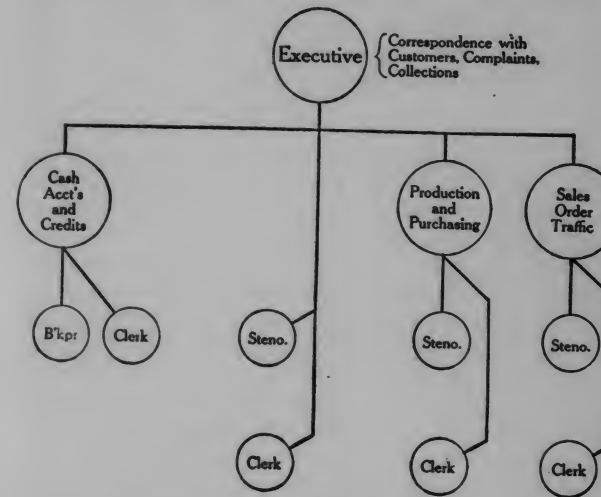 Executive
Correspondence with
Customers, Complaints,
Collections
Cash
Acct's
and
Credits
Production
and
Purchasing
Sales
Order
Traffic
B'kpr
Clerk
Steno.
Steno.
Steno.
Clerk
Clerk
Clerk